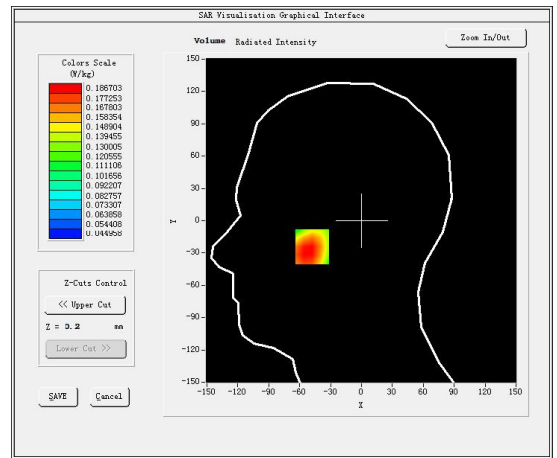 SAR Visualisation Graphical Interface
Volume Radiated Intensity
Zoom In/Out
Colors Scale
(W/kg)
0.186703
0.177253
0.167803
0.158354
0.148904
0.139455
0.130005
0.120555
0.111106
0.101656
0.092207
0.082757
0.073307
0.063858
0.054408
0.044958
Z-Cuts Control
<< Upper Cut
Z = 0.2 mm
Lower Cut >>
SAVE
Cancel
150
120
90
60
30
0
-30
-60
-90
-120
-150
Y
-150 -120 -90 -60 -30 0 30 60 90 120 150
X